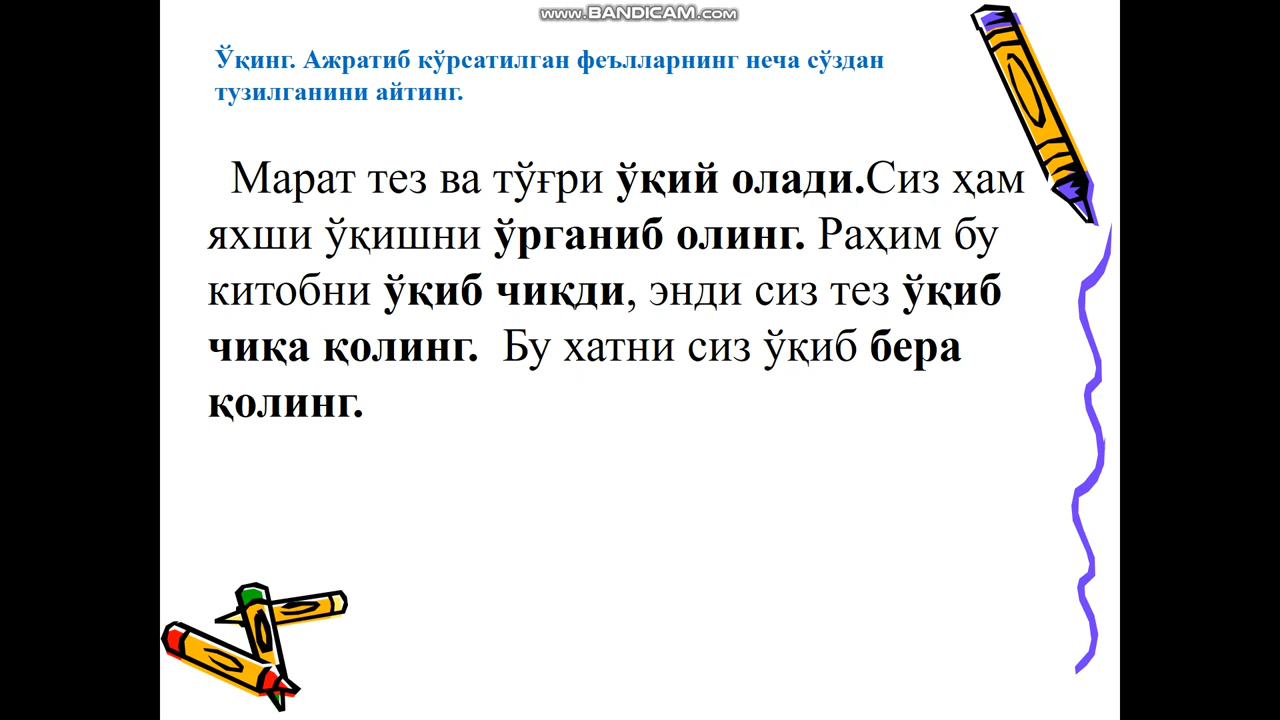 www.BANDICAM.com
Ўқинг. Ажратиб кўрсатилган феълларнинг неча сўздан
тузилганини айтинг.
Марат тез ва тўғри ўқий олади.Сиз ҳам
яхши ўқишни ўрганиб олинг. Раҳим бу
китобни ўқиб чиқди, энди сиз тез ўқиб
чиқа қолинг. Бу хатни сиз ўқиб бера
қолинг.